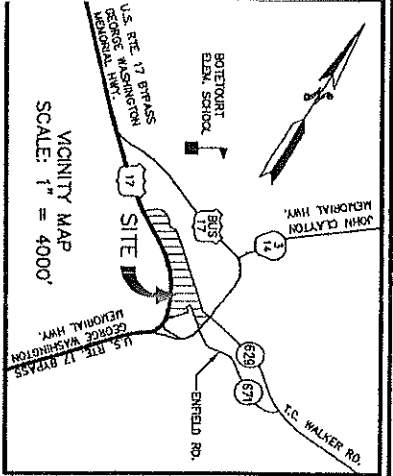 U.S. RTE. 17 BYPASS
GEORGE WASHINGTON
MEMORIAL HWY.
BOTETOURT
ELEM. SCHOOL
JOHN CLAYTON
MEMORIAL HWY.
17
BUS
17
3
14
SITE
629
671
T.C. WALKER RD.
ENFIELD RD.
U.S. RTE. 17 BYPASS
GEORGE WASHINGTON
MEMORIAL HWY.
VICINITY MAP
SCALE: 1" = 4000'